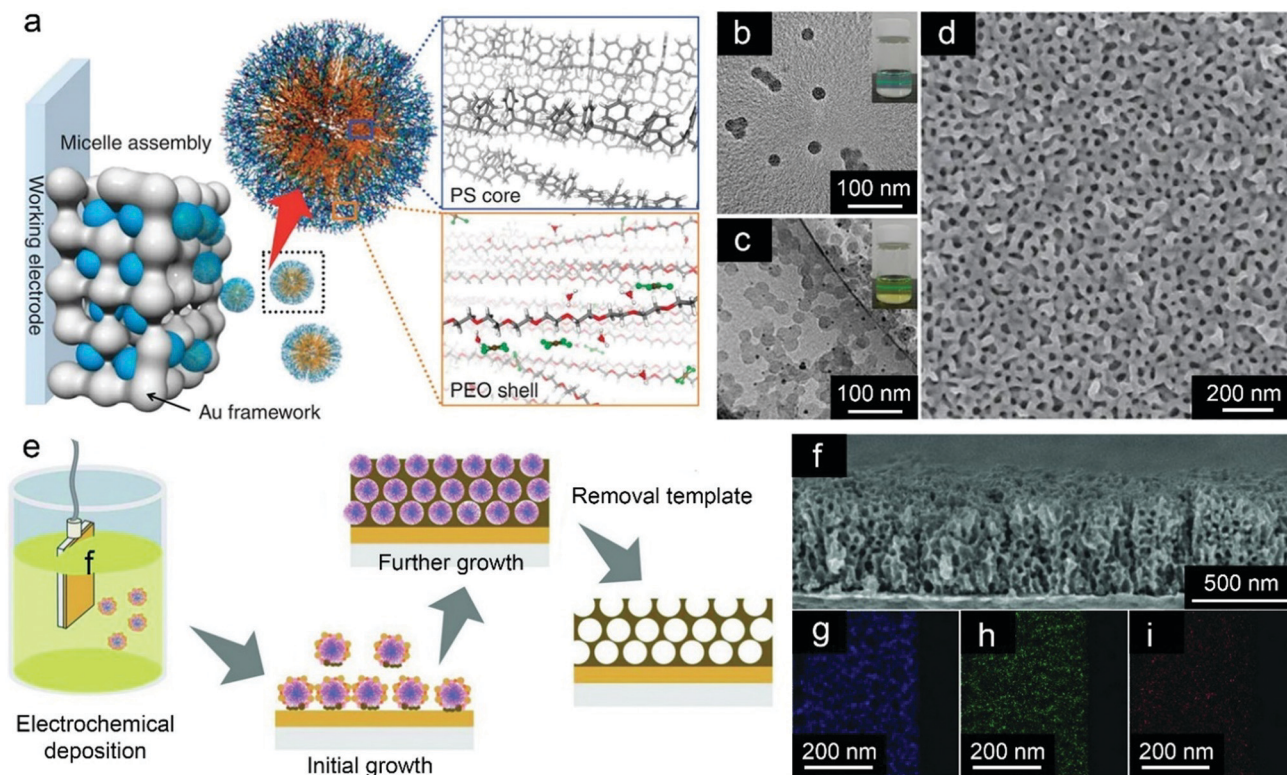 a
Micelle assembly
Working electrode
Au framework
PS core
PEO shell
b
100 nm
c
100 nm
d
200 nm
e
f
Electrochemical
deposition
Initial growth
Further growth
Removal template
f
500 nm
g
200 nm
h
200 nm
i
200 nm